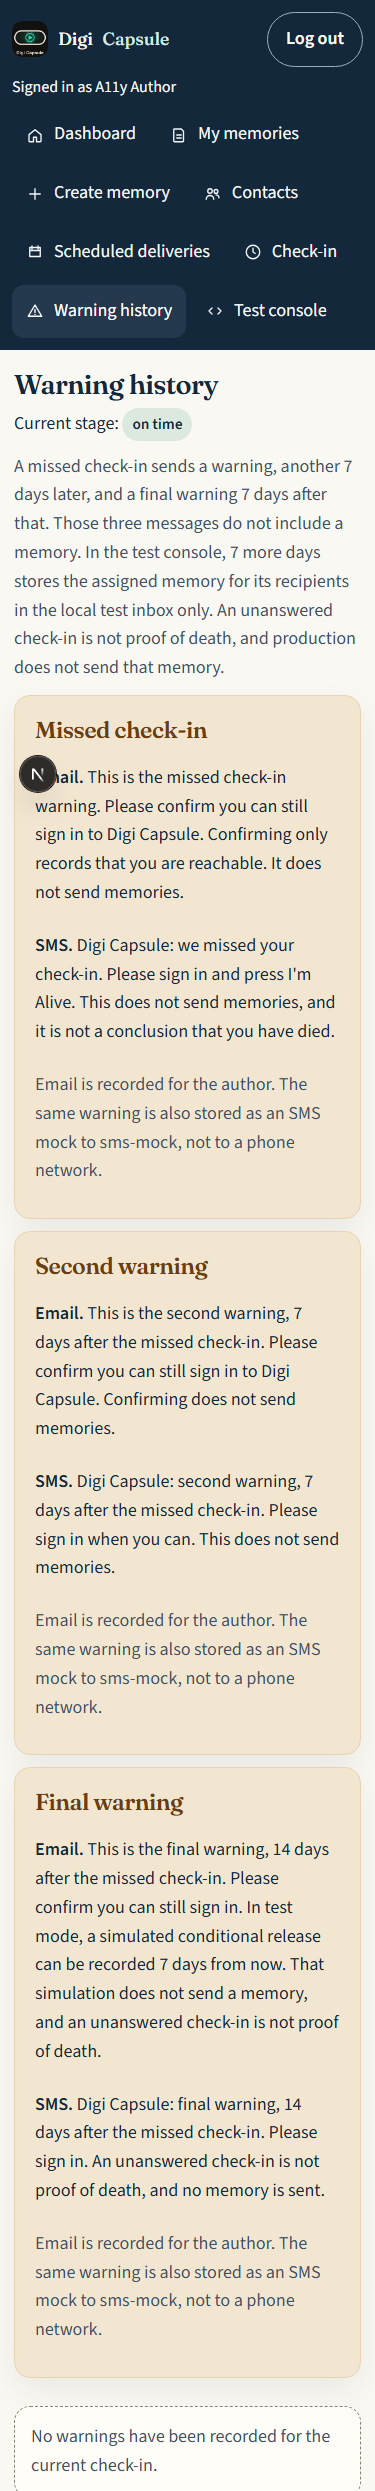 Digi Capsule
Digi Capsule
Log out
Signed in as A11y Author
Dashboard
My memories
Create memory
Contacts
Scheduled deliveries
Check-in
Warning history
Test console
Warning history
Current stage: on time
A missed check-in sends a warning, another 7
days later, and a final warning 7 days after
that. Those three messages do not include a
memory. In the test console, 7 more days
stores the assigned memory for its recipients
in the local test inbox only. An unanswered
check-in is not proof of death, and production
does not send that memory.
Missed check-in
N
ail. This is the missed check-in
warning. Please confirm you can still
sign in to Digi Capsule. Confirming only
records that you are reachable. It does
not send memories.
SMS. Digi Capsule: we missed your
check-in. Please sign in and press I'm
Alive. This does not send memories, and
it is not a conclusion that you have died.
Email is recorded for the author. The
same warning is also stored as an SMS
mock to sms-mock, not to a phone
network.
Second warning
Email. This is the second warning, 7
days after the missed check-in. Please
confirm you can still sign in to Digi
Capsule. Confirming does not send
memories.
SMS. Digi Capsule: second warning, 7
days after the missed check-in. Please
sign in when you can. This does not send
memories.
Email is recorded for the author. The
same warning is also stored as an SMS
mock to sms-mock, not to a phone
network.
Final warning
Email. This is the final warning, 14 days
after the missed check-in. Please
confirm you can still sign in. In test
mode, a simulated conditional release
can be recorded 7 days from now. That
simulation does not send a memory,
and an unanswered check-in is not proof
of death.
SMS. Digi Capsule: final warning, 14
days after the missed check-in. Please
sign in. An unanswered check-in is not
proof of death, and no memory is sent.
Email is recorded for the author. The
same warning is also stored as an SMS
mock to sms-mock, not to a phone
network.
No warnings have been recorded for the
current check-in.